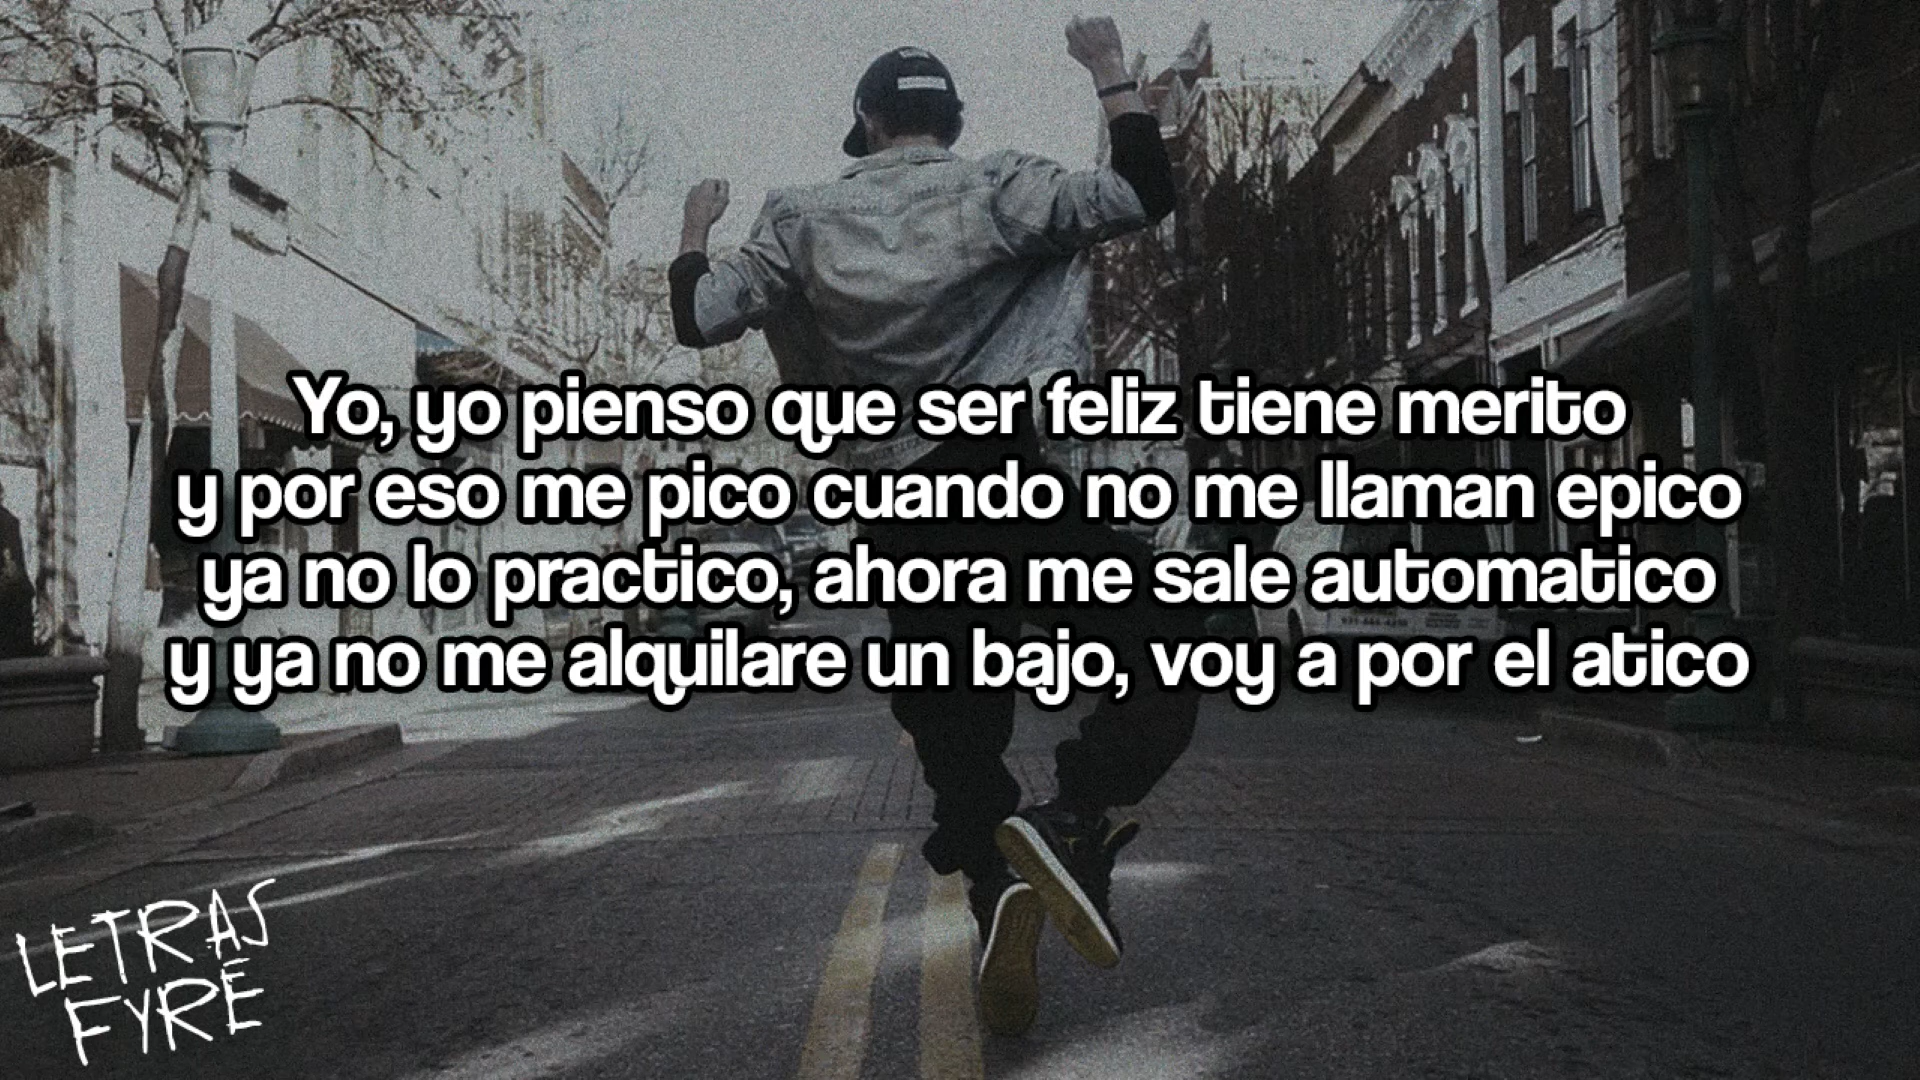 Yo, yo pienso que ser feliz tiene merito
y por eso me pico cuando no me llaman epico
ya no lo practico, ahora me sale automatico
y ya no me alquilare un bajo, voy a por el atico
LETRAS
FYRE